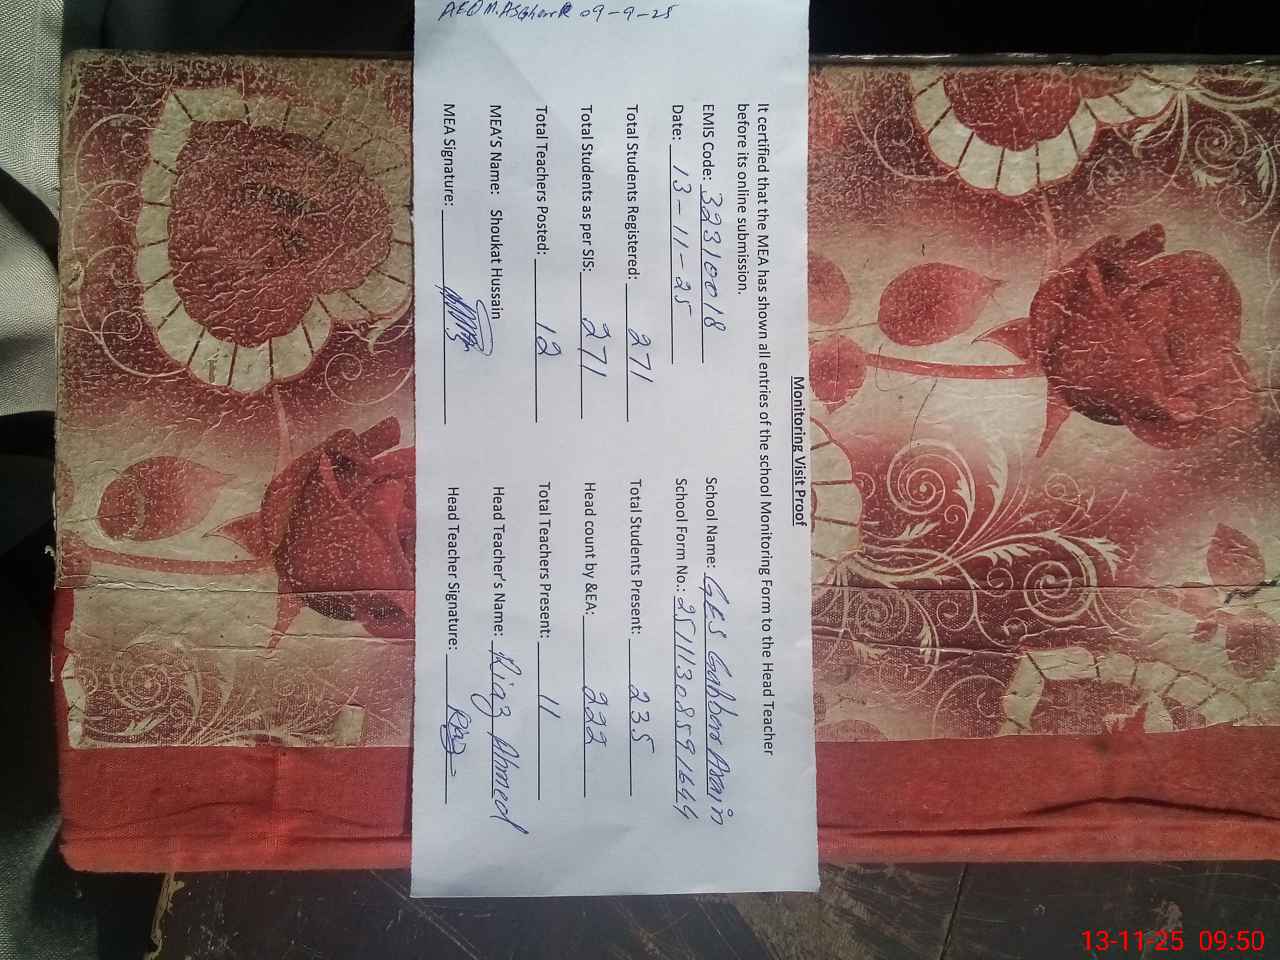 Monitoring Visit Proof
It certified that the MEA has shown all entries of the school Monitoring Form to the Head Teacher
before its online submission.
EMIS Code: 32310018 School Name: GES Gabbero Arain
Date: 13-11-25 School Form No.: 25111308591644
Total Students Registered: 271 Total Students Present: 235
Total Students as per SIS: 271 Head count by &EA: 222
Total Teachers Posted: 12 Total Teachers Present: 11
MEA'S Name: Shoukat Hussain Head Teacher's Name: Riaz Ahmed
MEA Signature: Head Teacher Signature: Riaz
AEO M. Asghar 09-9-25
13-11-25 09:50